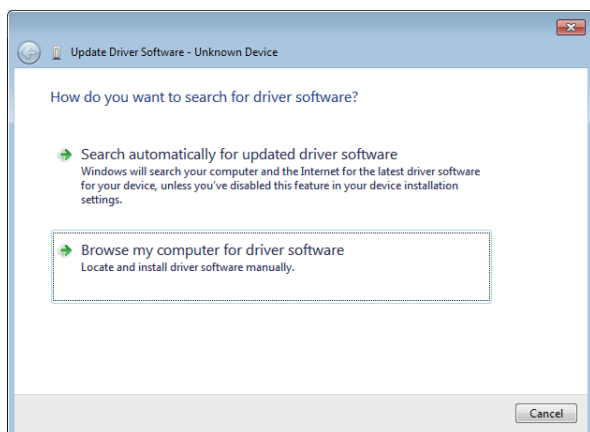 Update Driver Software - Unknown Device
How do you want to search for driver software?
Search automatically for updated driver software
Windows will search your computer and the Internet for the latest driver software
for your device, unless you've disabled this feature in your device installation
settings.
Browse my computer for driver software
Locate and install driver software manually.
Cancel